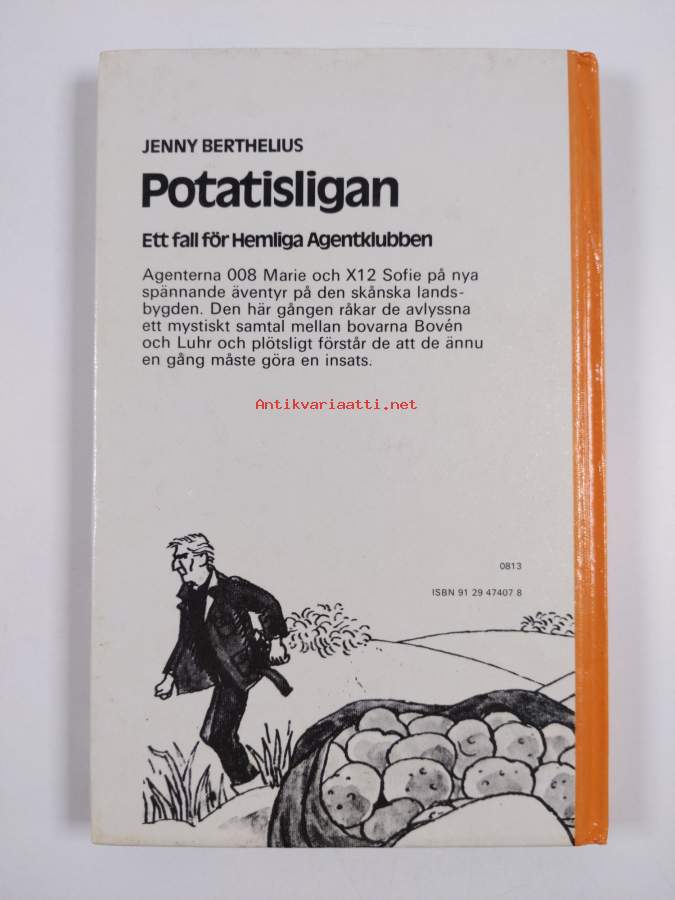 JENNY BERTHELIUS
Potatisligan
Ett fall för Hemliga Agentklubben
Agenterna 008 Marie och X12 Sofie på nya
spännande äventyr på den skånska lands-
bygden. Den här gången råkar de avlyssna
ett mystiskt samtal mellan bovarna Bovén
och Luhr och plötsligt förstår de att de ännu
en gång måste göra en insats.
Antikvariaatti.net
0813
ISBN 91 29 47407 8